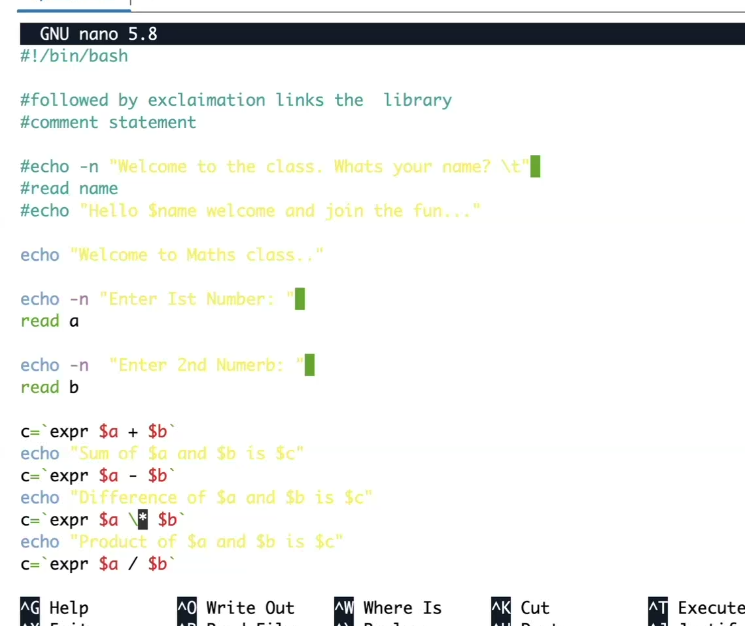 GNU nano 5.8
#!/bin/bash
#followed by exclaimation links the  library
#comment statement
#echo -n "Welcome to the class. Whats your name? \t"
#read name
#echo "Hello $name welcome and join the fun..."
echo "Welcome to Maths class.."
echo -n "Enter Ist Number: "
read a
echo -n  "Enter 2nd Numerb: "
read b
c=`expr $a + $b`
echo "Sum of $a and $b is $c"
c=`expr $a - $b`
echo "Difference of $a and $b is $c"
c=`expr $a \* $b`
echo "Product of $a and $b is $c"
c=`expr $a / $b`
^G Help ^O Write Out ^W Where Is ^K Cut ^T Execute